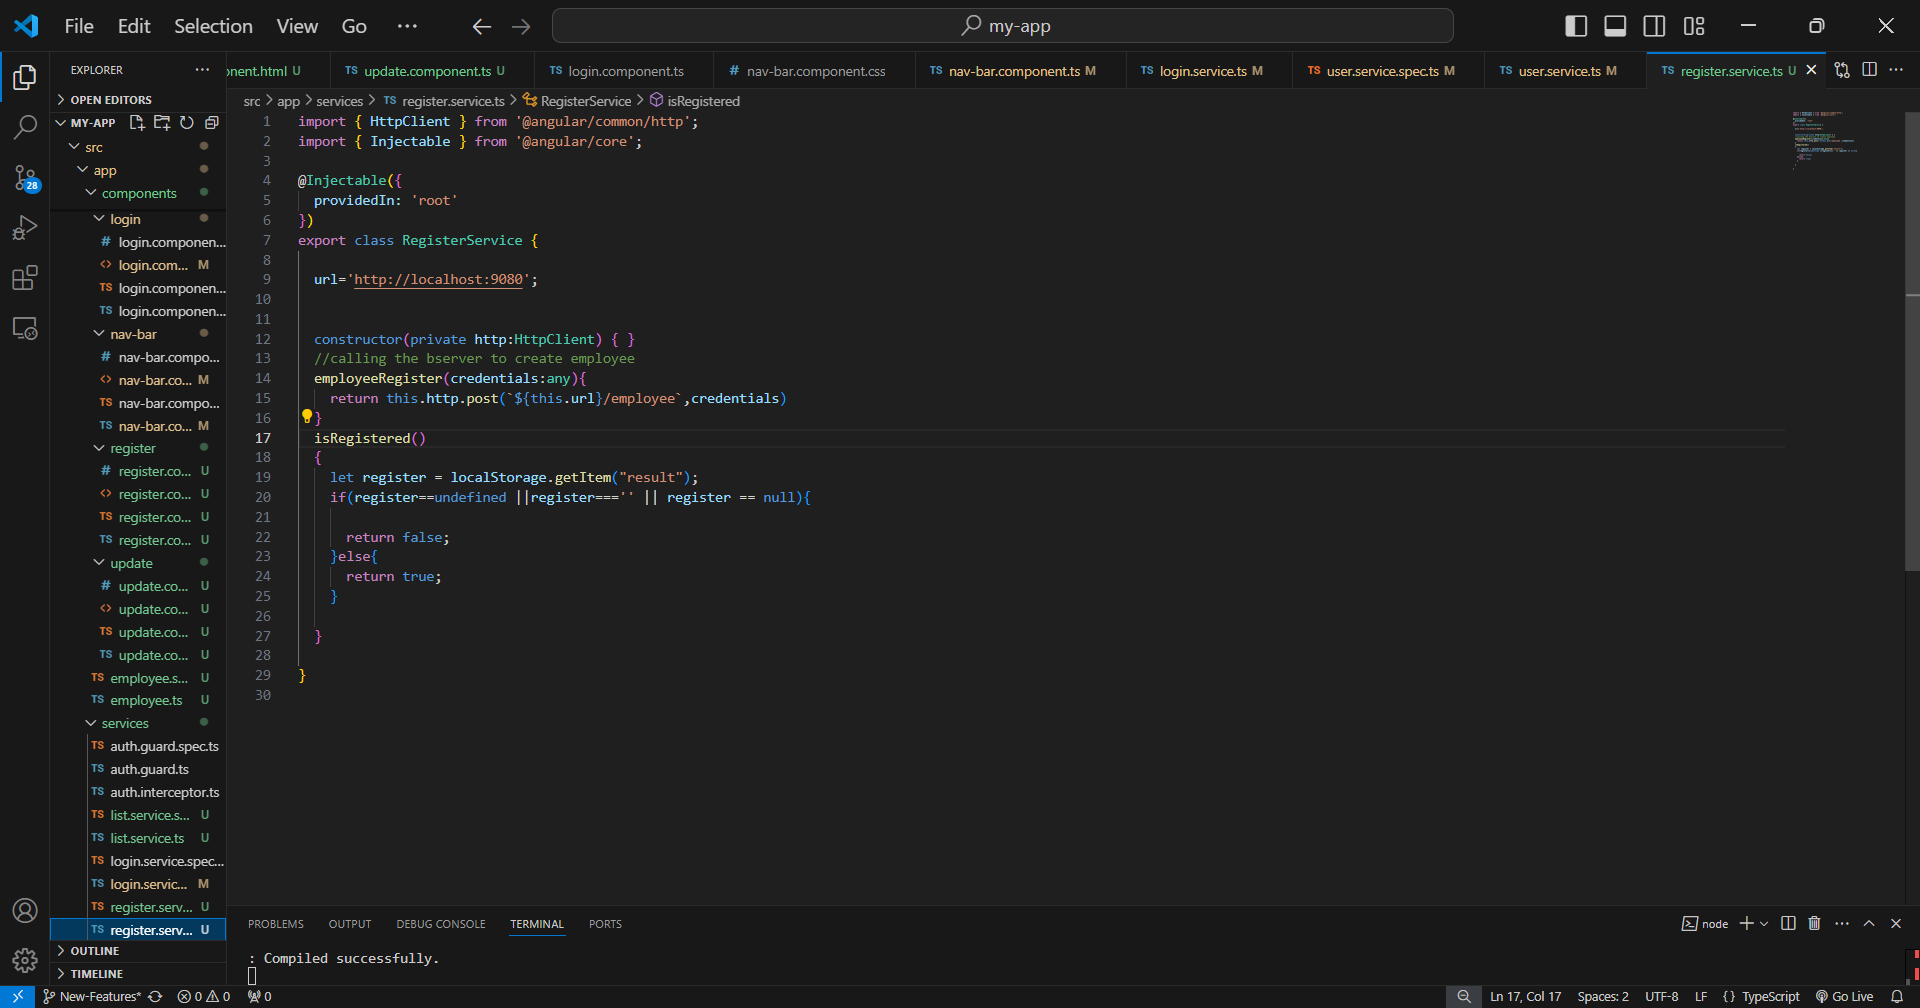 File Edit Selection View Go ··· my-app
EXPLORER ···
OPEN EDITORS
MY-APP
src
app
components
login
# login.componen...
<> login.com... M
TS login.componen...
TS login.componen...
nav-bar
# nav-bar.compo...
<> nav-bar.co... M
TS nav-bar.compo...
TS nav-bar.co... M
register
# register.co... U
<> register.co... U
TS register.co... U
TS register.co... U
update
# update.co... U
<> update.co... U
TS update.co... U
TS update.co... U
TS employee.s... U
TS employee.ts U
services
TS auth.guard.spec.ts
TS auth.guard.ts
TS auth.interceptor.ts
TS list.service.s... U
TS list.service.ts U
TS login.service.spec...
TS login.servic... M
TS register.serv... U
TS register.serv... U
OUTLINE
TIMELINE
28
onent.html U TS update.component.ts U TS login.component.ts # nav-bar.component.css TS nav-bar.component.ts M TS login.service.ts M TS user.service.spec.ts M TS user.service.ts M TS register.service.ts U
src > app > services > TS register.service.ts > RegisterService > isRegistered
1 import { HttpClient } from '@angular/common/http';
2 import { Injectable } from '@angular/core';
3
4 @Injectable({
5 providedIn: 'root'
6 })
7 export class RegisterService {
8
9 url='http://localhost:9080';
10
11
12 constructor(private http:HttpClient) { }
13 //calling the bserver to create employee
14 employeeRegister(credentials:any){
15 return this.http.post(`${this.url}/employee`,credentials)
16 }
17 isRegistered()
18 {
19 let register = localStorage.getItem("result");
20 if(register==undefined ||register==='' || register == null){
21
22 return false;
23 }else{
24 return true;
25 }
26
27 }
28
29 }
30
PROBLEMS OUTPUT DEBUG CONSOLE TERMINAL PORTS node
: Compiled successfully.
New-Features* 0 0 0 Ln 17, Col 17 Spaces: 2 UTF-8 LF {} TypeScript Go Live